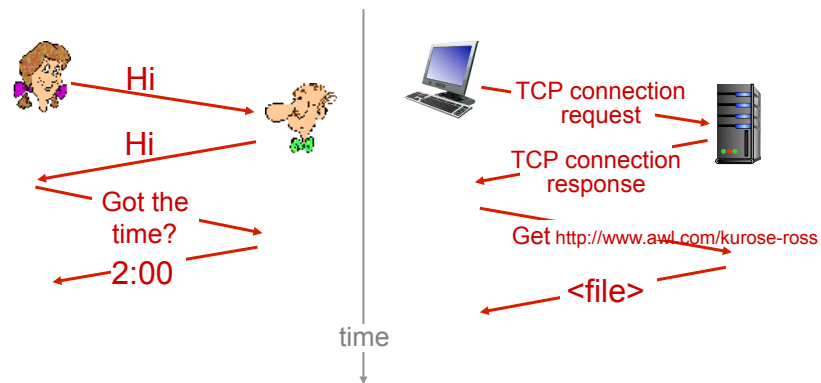 Hi
Hi
Got the
time?
2:00
TCP connection
request
TCP connection
response
Get http://www.awl.com/kurose-ross
<file>
time